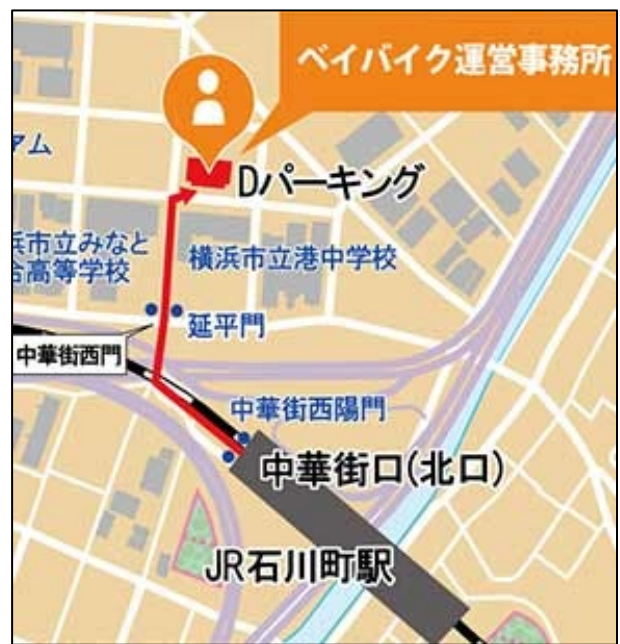 ベイバイク運営事務所
アム
Dパーキング
浜市立みなと
合高等学校
横浜市立港中学校
延平門
中華街西門
中華街西陽門
中華街口(北口)
JR石川町駅